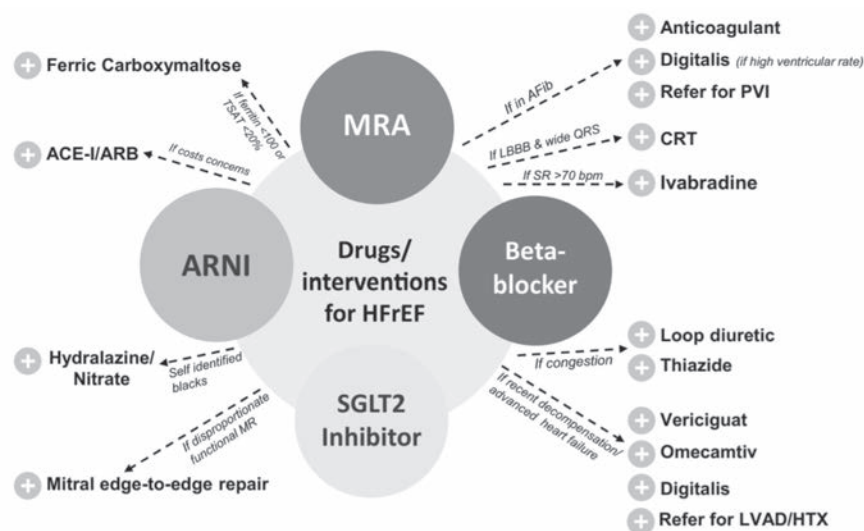 Ferric Carboxymaltose
If ferritin <100 or
TSAT <20%
ACE-I/ARB
If costs concerns
MRA
Anticoagulant
Digitalis (if high ventricular rate)
Refer for PVI
If in AFib
CRT
If LBBB & wide QRS
Ivabradine
If SR >70 bpm
ARNI
Drugs/
interventions
for HFrEF
Beta-
blocker
Hydralazine/
Nitrate
Self identified
blacks
If disproportionate
functional MR
Mitral edge-to-edge repair
SGLT2
Inhibitor
Loop diuretic
Thiazide
If congestion
If recent decompensation/
advanced heart failure
Vericiguat
Omecamtiv
Digitalis
Refer for LVAD/HTX